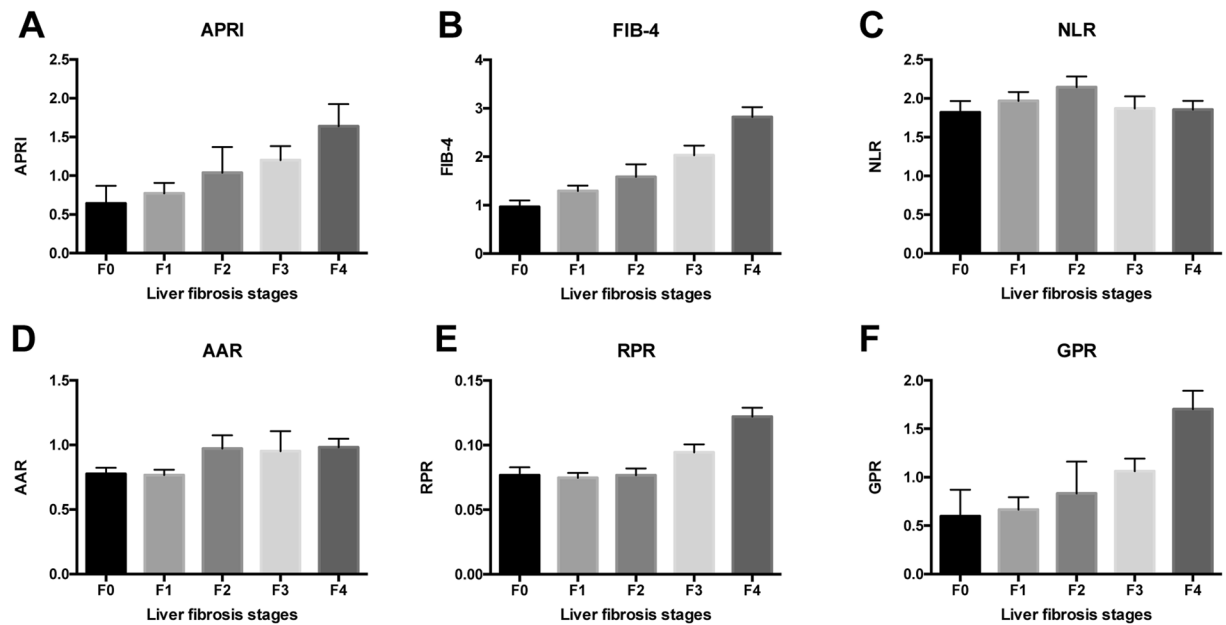 A
APRI
APRI
2.5
2.0
1.5
1.0
0.5
0.0
F0 F1 F2 F3 F4
Liver fibrosis stages
B
FIB-4
FIB-4
4
3
2
1
0
F0 F1 F2 F3 F4
Liver fibrosis stages
C
NLR
NLR
2.5
2.0
1.5
1.0
0.5
0.0
F0 F1 F2 F3 F4
Liver fibrosis stages
D
AAR
AAR
1.5
1.0
0.5
0.0
F0 F1 F2 F3 F4
Liver fibrosis stages
E
RPR
RPR
0.15
0.10
0.05
0.00
F0 F1 F2 F3 F4
Liver fibrosis stages
F
GPR
GPR
2.0
1.5
1.0
0.5
0.0
F0 F1 F2 F3 F4
Liver fibrosis stages